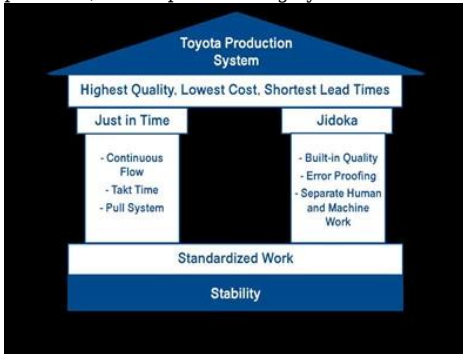 Toyota Production
System
Highest Quality. Lowest Cost, Shortest Lead Times
Just in Time
- Continuous
Flow
- Takt Time
- Pull System
Jidoka
- Built-in Quality
- Error Proofing
- Separate Human
and Machine
Work
Standardized Work
Stability